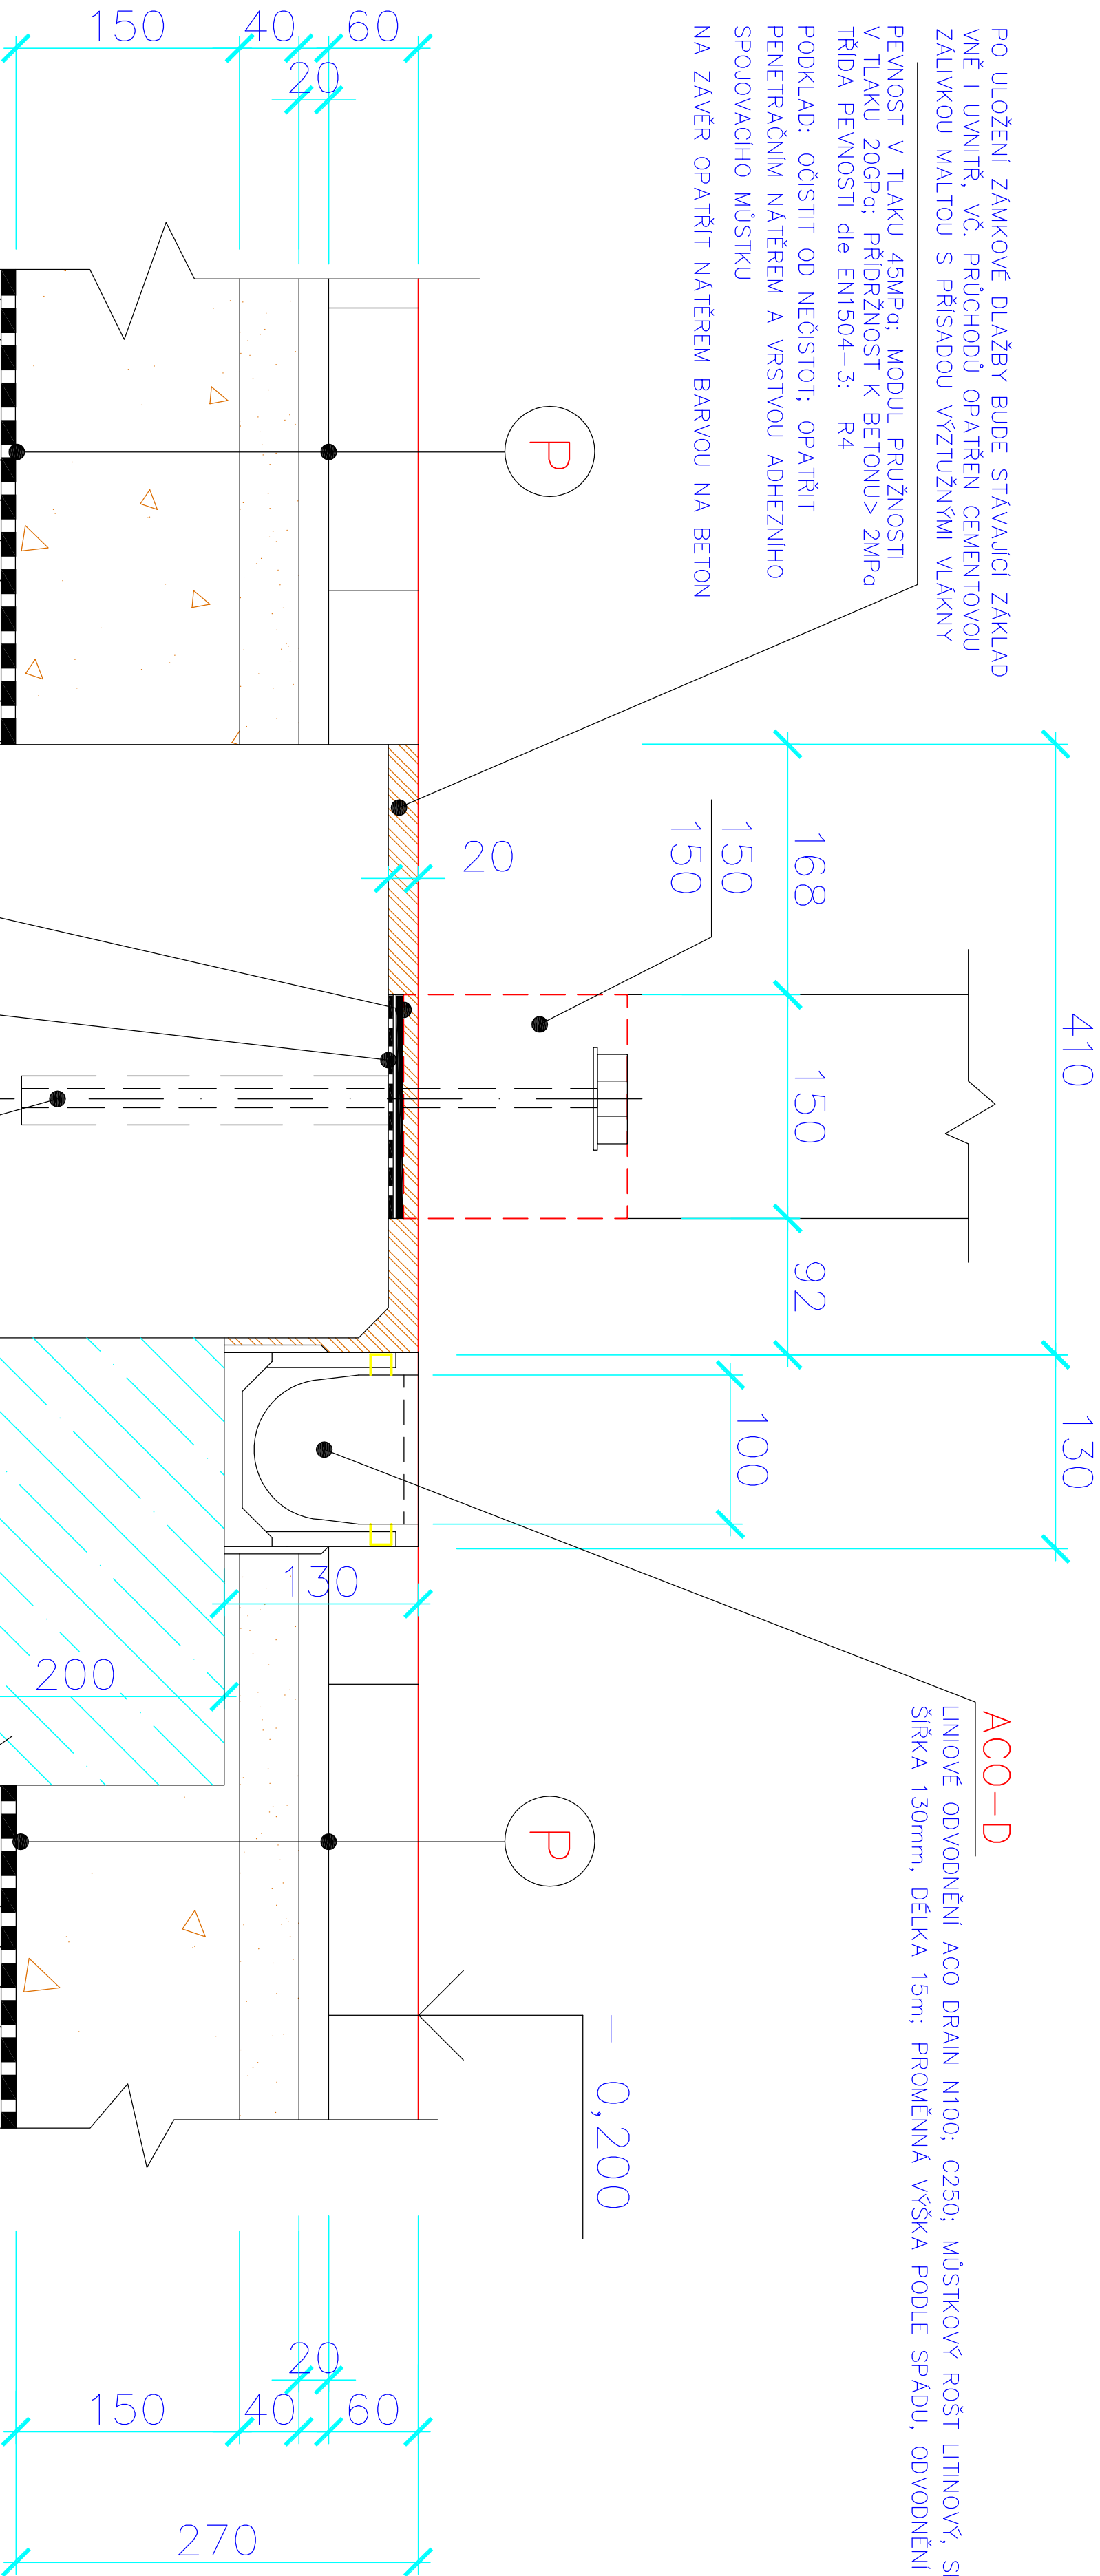 PO ULOŽENÍ ZÁMKOVÉ DLAŽBY BUDE STÁVAJÍCÍ ZÁKLAD
VNĚ I UVNITŘ, VČ. PRŮCHODŮ OPATŘEN CEMENTOVOU
ZÁLIVKOU MALTOU S PŘÍSADOU VÝZTUŽNÝMI VLÁKNY
PEVNOST V TLAKU 45MPa; MODUL PRUŽNOSTI
V TLAKU 20GPa; PŘÍDRŽNOST K BETONU> 2MPa
TŘÍDA PEVNOSTI dle EN1504-3: R4
PODKLAD: OČISTIT OD NEČISTOT; OPATŘIT
PENETRAČNÍM NÁTĚREM A VRSTVOU ADHEZNÍHO
SPOJOVACÍHO MŮSTKU
NA ZÁVĚR OPATŘÍT NÁTĚREM BARVOU NA BETON
410
130
168
150
92
100
150
150
20
ACO-D
LINIOVÉ ODVODNĚNÍ ACO DRAIN N100; C250; MŮSTKOVÝ ROŠT LITINOVÝ,
ŠÍŘKA 130mm, DÉLKA 15m; PROMĚNNÁ VÝŠKA PODLE SPÁDU, ODVODNĚNÍ
- 0,200
P
P
60
20
40
150
130
200
60
20
40
150
270